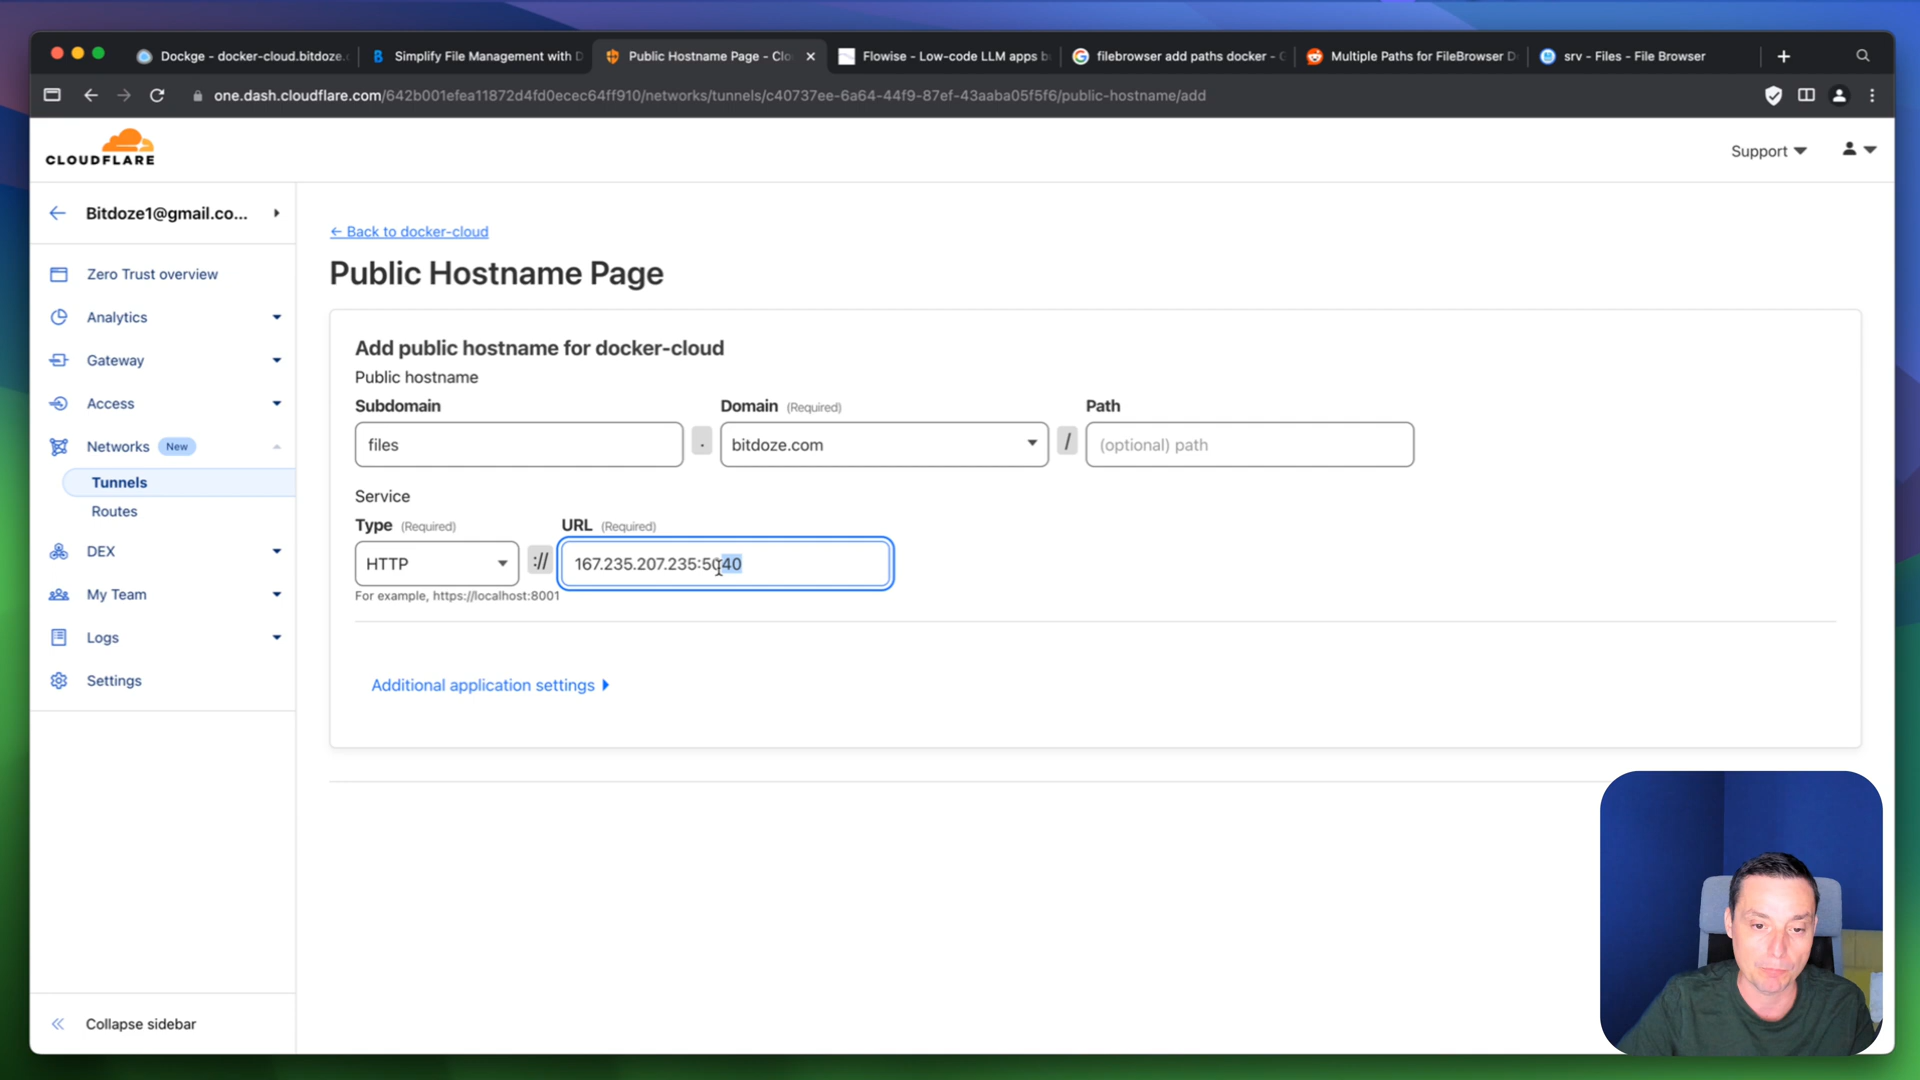 Dockge - docker-cloud.bitdoze.
Simplify File Management with D
Public Hostname Page - Clo
Flowise - Low-code LLM apps b
filebrowser add paths docker - G
Multiple Paths for FileBrowser D
srv - Files - File Browser
one.dash.cloudflare.com/642b001efea11872d4fd0ecec64ff910/networks/tunnels/c40737ee-6a64-44f9-87ef-43aaba05f5f6/public-hostname/add
CLOUDFLARE
Support
Bitdoze1@gmail.co...
Zero Trust overview
Analytics
Gateway
Access
Networks New
Tunnels
Routes
DEX
My Team
Logs
Settings
Collapse sidebar
← Back to docker-cloud
Public Hostname Page
Add public hostname for docker-cloud
Public hostname
Subdomain Domain (Required) Path
files . bitdoze.com / (optional) path
Service
Type (Required) URL (Required)
HTTP :// 167.235.207.235:5040
For example, https://localhost:8001
Additional application settings